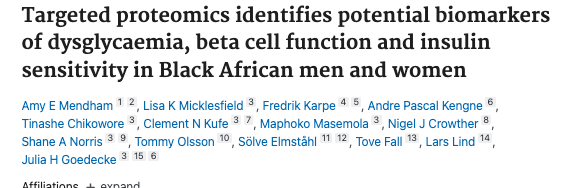 Targeted proteomics identifies potential biomarkers
of dysglycaemia, beta cell function and insulin
sensitivity in Black African men and women
Amy E Mendham 1 2, Lisa K Micklesfield 3, Fredrik Karpe 4 5, Andre Pascal Kengne 6,
Tinashe Chikowore 3, Clement N Kufe 3 7, Maphoko Masemola 3, Nigel J Crowther 8,
Shane A Norris 3 9, Tommy Olsson 10, Sölve Elmståhl 11 12, Tove Fall 13, Lars Lind 14,
Julia H Goedecke 3 15 6
Affiliations + expand